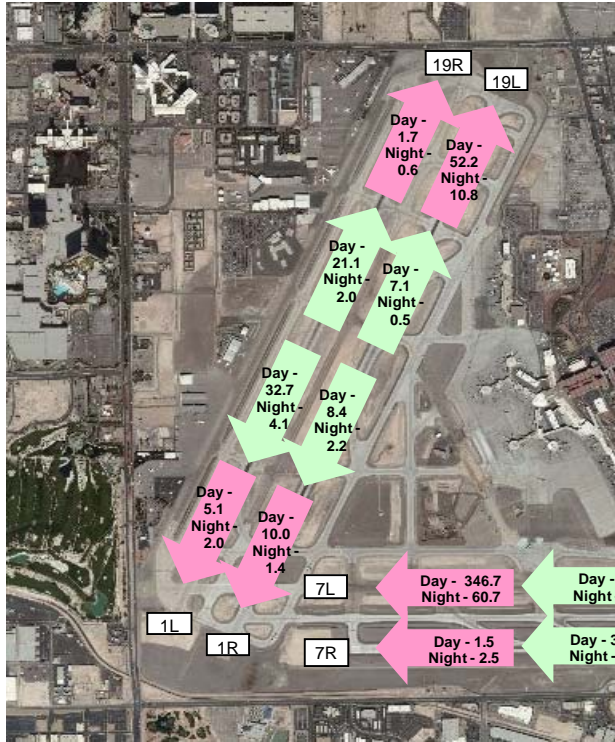 19R
19L
Day -
1.7
Night -
0.6
Day -
52.2
Night -
10.8
Day -
21.1
Night -
2.0
Day -
7.1
Night -
0.5
Day -
32.7
Night -
4.1
Day -
8.4
Night -
2.2
Day -
5.1
Night -
2.0
Day -
10.0
Night -
1.4
7L
Day - 346.7
Night - 60.7
Day -
Night
1L
1R
7R
Day - 1.5
Night - 2.5
Day - 3
Night -